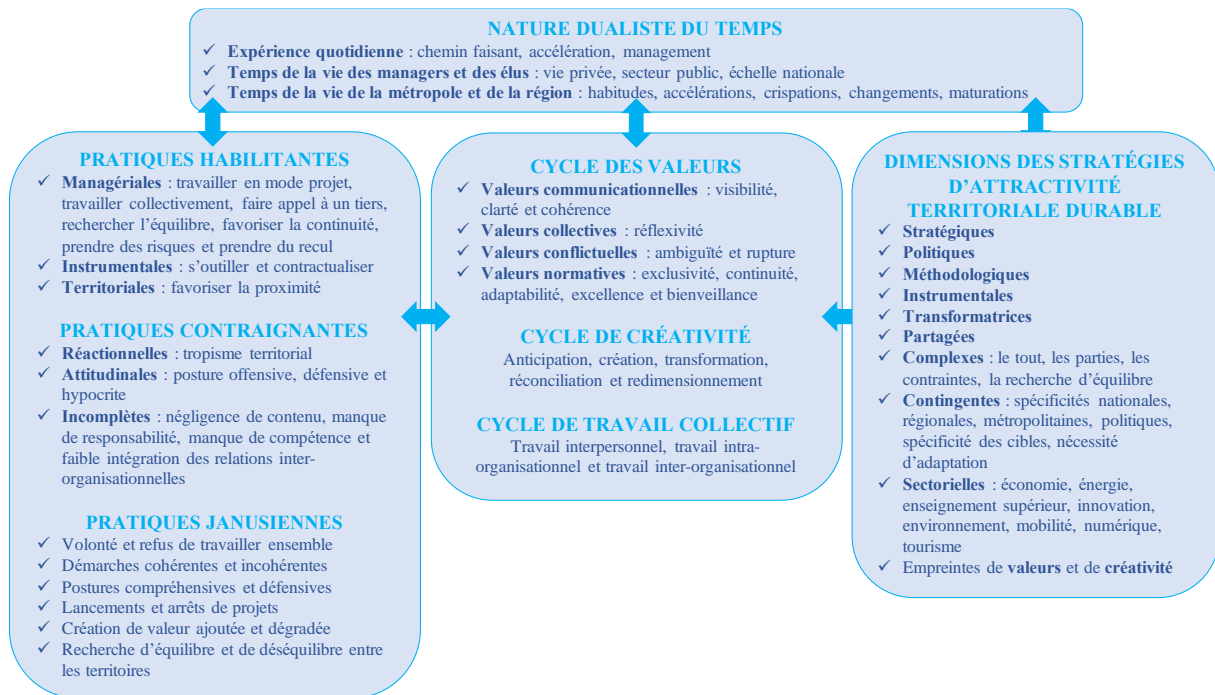 NATURE DUALISTE DU TEMPS
✓ Expérience quotidienne : chemin faisant, accélération, management
✓ Temps de la vie des managers et des élus : vie privée, secteur public, échelle nationale
✓ Temps de la vie de la métropole et de la région : habitudes, accélérations, crispations, changements, maturations
PRATIQUES HABILITANTES
✓ Managériales : travailler en mode projet,
travailler collectivement, faire appel à un tiers,
rechercher l’équilibre, favoriser la continuité,
prendre des risques et prendre du recul
✓ Instrumentales : s’outiller et contractualiser
✓ Territoriales : favoriser la proximité
PRATIQUES CONTRAIGNANTES
✓ Réactionnelles : tropisme territorial
✓ Attitudinales : posture offensive, défensive et
hypocrite
✓ Incomplètes : négligence de contenu, manque
de responsabilité, manque de compétence et
faible intégration des relations inter-
organisationnelles
PRATIQUES JANUSIENNES
✓ Volonté et refus de travailler ensemble
✓ Démarches cohérentes et incohérentes
✓ Postures compréhensives et défensives
✓ Lancements et arrêts de projets
✓ Création de valeur ajoutée et dégradée
✓ Recherche d’équilibre et de déséquilibre entre
les territoires
CYCLE DES VALEURS
✓ Valeurs communicationnelles : visibilité,
clarté et cohérence
✓ Valeurs collectives : réflexivité
✓ Valeurs conflictuelles : ambiguïté et rupture
✓ Valeurs normatives : exclusivité, continuité,
adaptabilité, excellence et bienveillance
CYCLE DE CRÉATIVITÉ
Anticipation, création, transformation,
réconciliation et redimensionnement
CYCLE DE TRAVAIL COLLECTIF
Travail interpersonnel, travail intra-
organisationnel et travail inter-organisationnel
DIMENSIONS DES STRATÉGIES
D’ATTRACTIVITÉ
TERRITORIALE DURABLE
✓ Stratégiques
✓ Politiques
✓ Méthodologiques
✓ Instrumentales
✓ Transformatrices
✓ Partagées
✓ Complexes : le tout, les parties, les
contraintes, la recherche d’équilibre
✓ Contingentes : spécificités nationales,
régionales, métropolitaines, politiques,
spécificité des cibles, nécessité
d’adaptation
✓ Sectorielles : économie, énergie,
enseignement supérieur, innovation,
environnement, mobilité, numérique,
tourisme
✓ Empreintes de valeurs et de créativité